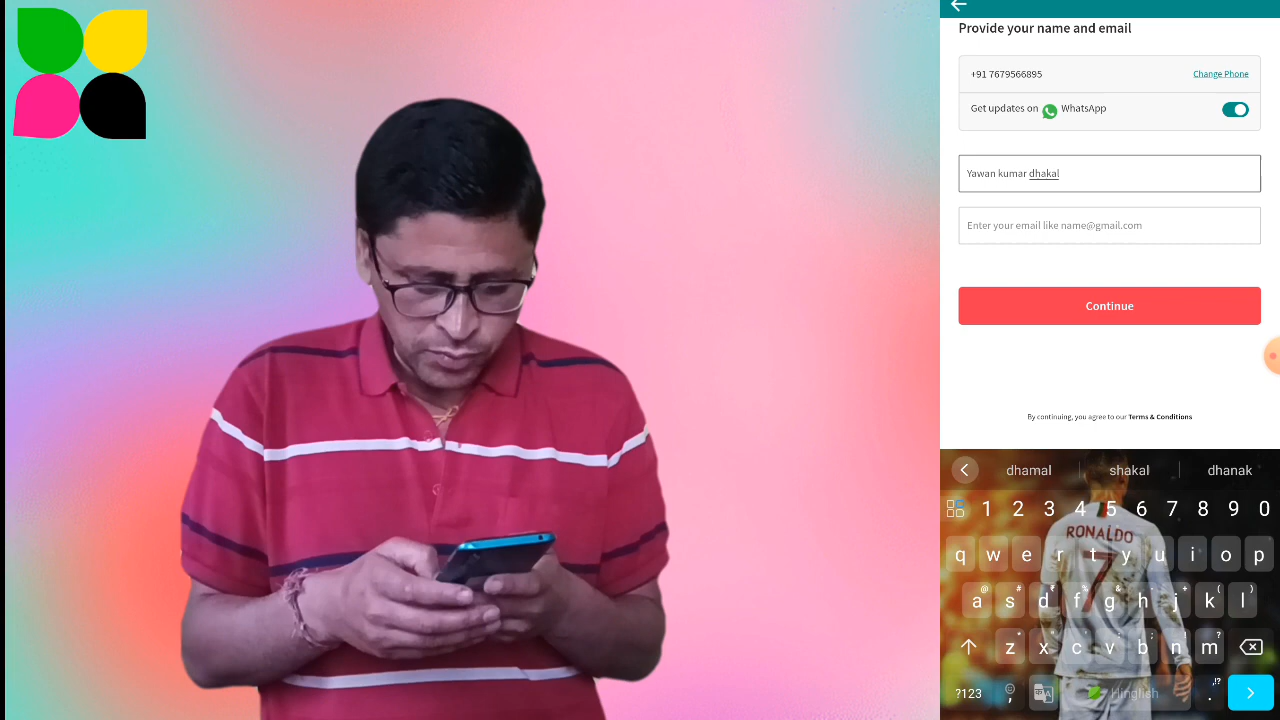 Provide your name and email
+91 7679566895
Change Phone
Get updates on WhatsApp
Yawan kumar dhakal
Enter your email like name@gmail.com
Continue
By continuing, you agree to our Terms & Conditions
dhamal shakal dhanak
1 2 3 4 5 6 7 8 9 0
RONALDO
7
q w e r t y u i o p
@ # ₹ % & - + ( )
a s d f g h j k l
* " ' : ; ! ?
z x c v b n m
?123 , Hinglish . ,!?